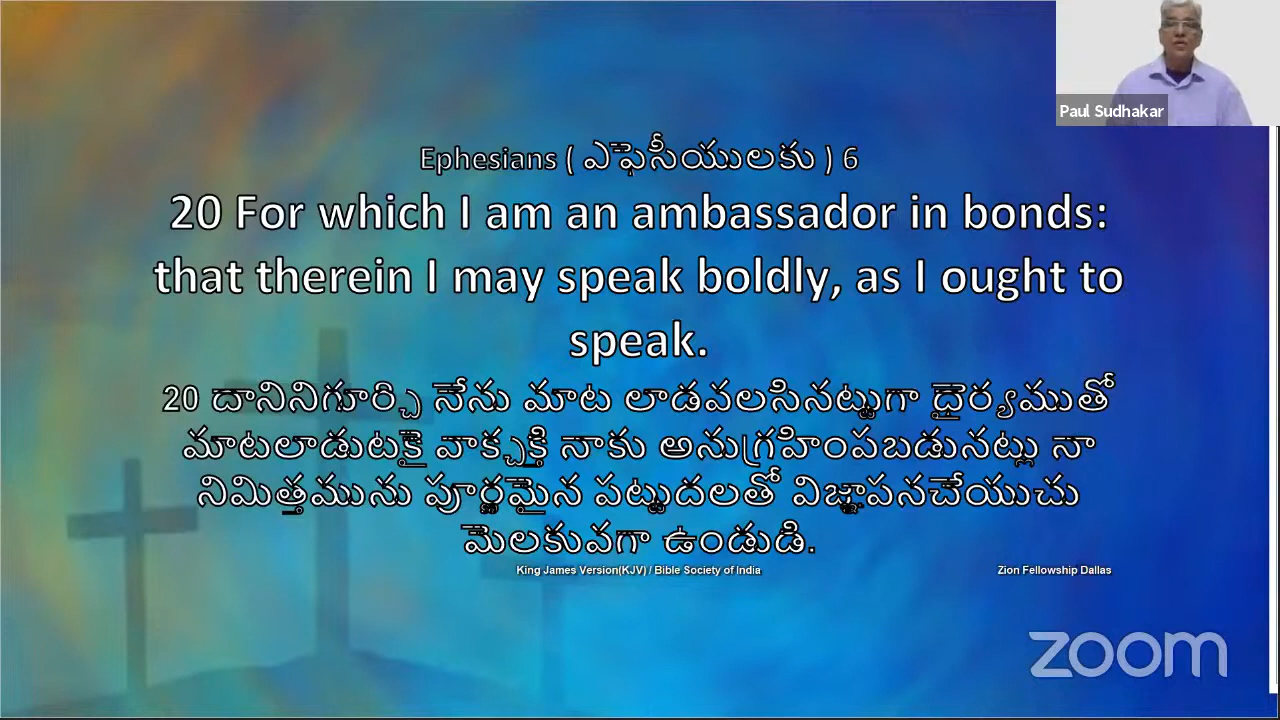 Paul Sudhakar
Ephesians ( ఎఫెసీయులకు ) 6
20 For which I am an ambassador in bonds:
that therein I may speak boldly, as I ought to
speak.
20 దానినిగూర్చి నేను మాట లాడవలసినట్టుగా ధైర్యముతో
మాటలాడుటకై వాక్చక్తి నాకు అనుగ్రహింపబడునట్లు నా
నిమిత్తమును పూర్ణమైన పట్టుదలతో విజ్ఞాపనచేయుచు
మెలకువగా ఉండుడి.
King James Version(KJV) / Bible Society of India
Zion Fellowship Dallas
zoom